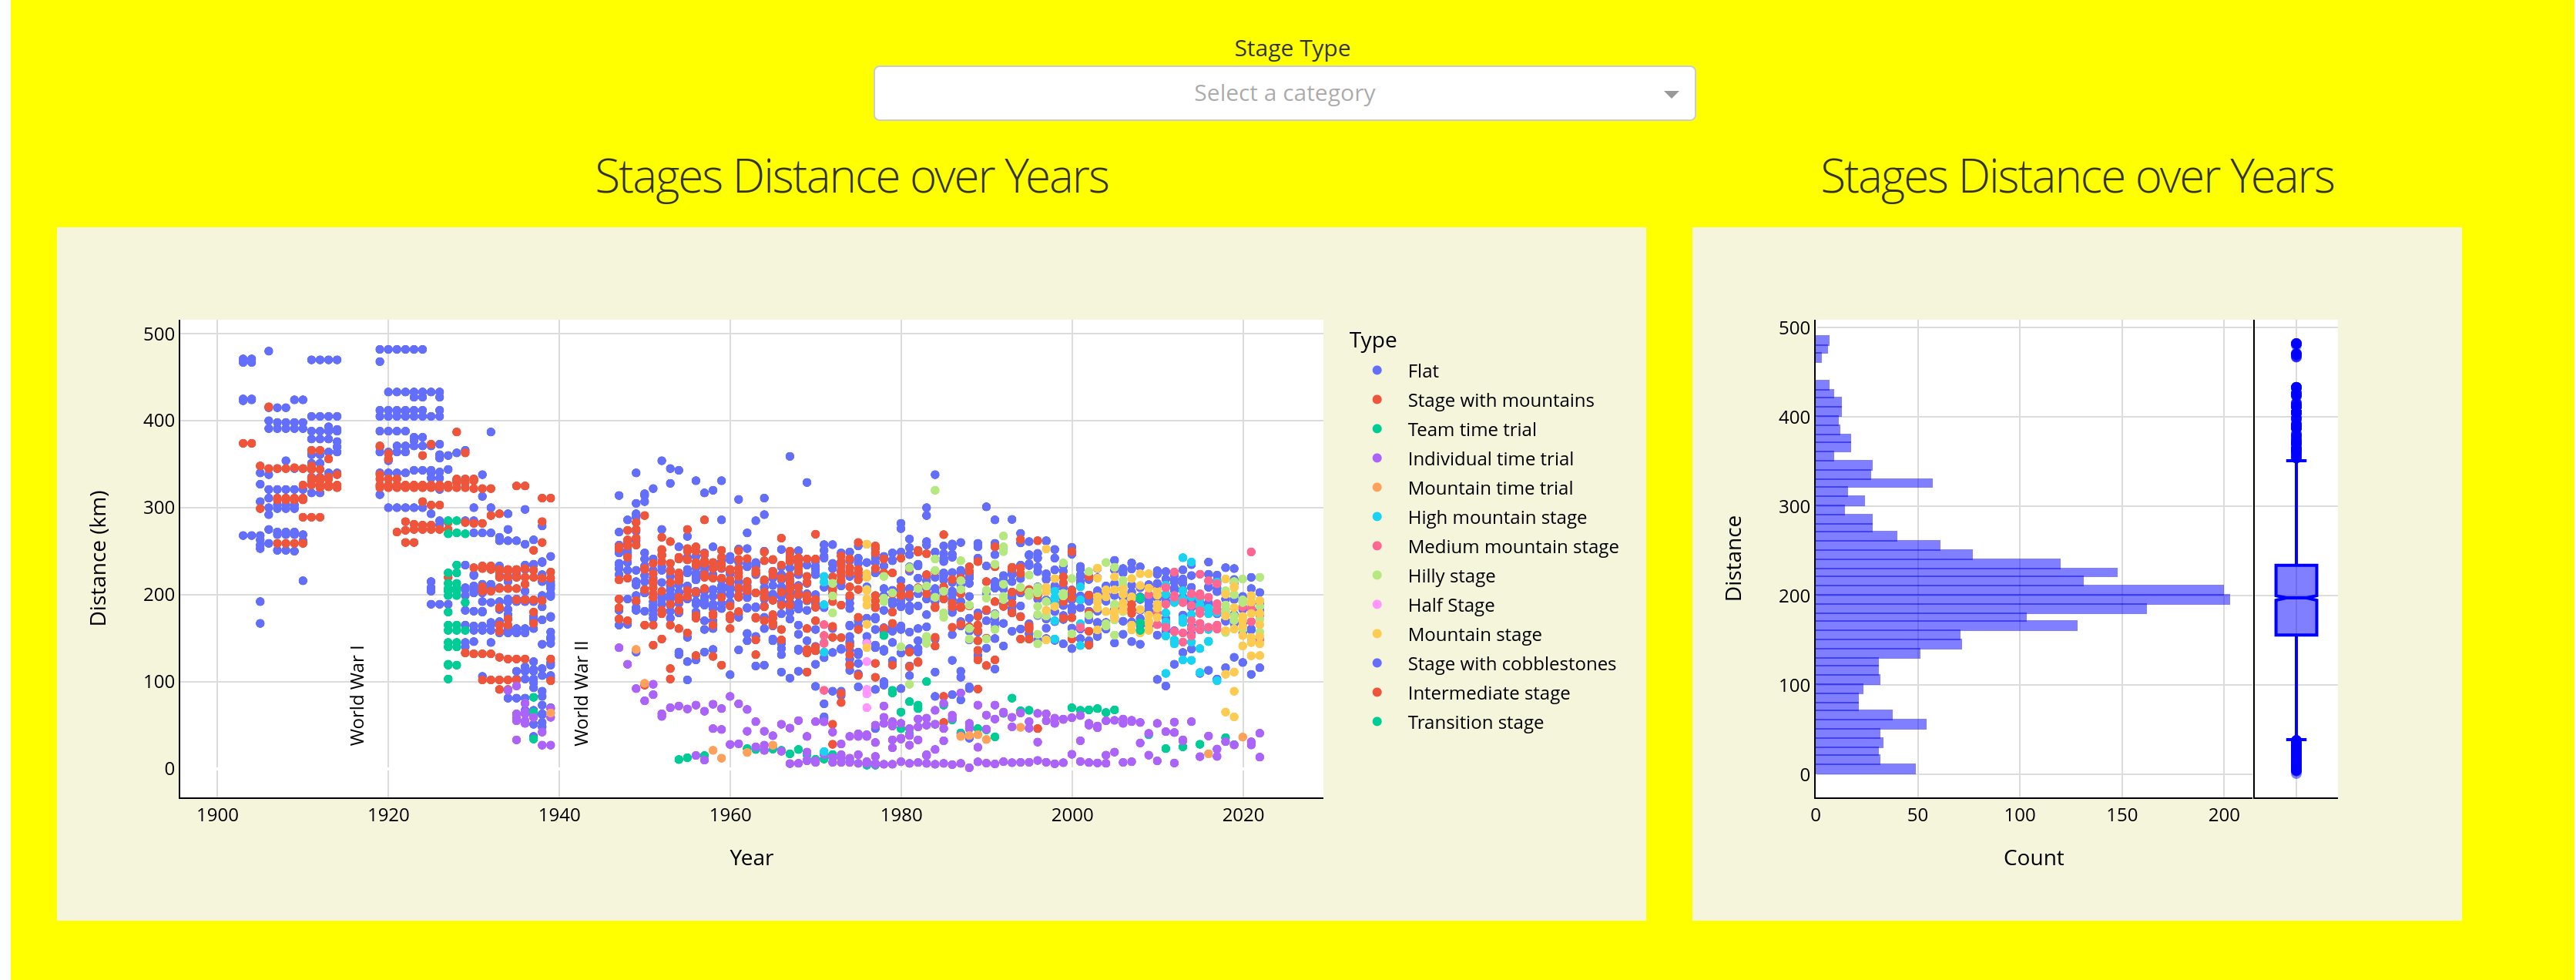 Stage Type
Select a category
Stages Distance over Years
Stages Distance over Years
500
400
300
200
100
0
Distance (km)
World War I
World War II
1900
1920
1940
1960
1980
2000
2020
Year
Type
Flat
Stage with mountains
Team time trial
Individual time trial
Mountain time trial
High mountain stage
Medium mountain stage
Hilly stage
Half Stage
Mountain stage
Stage with cobblestones
Intermediate stage
Transition stage
500
400
300
200
100
0
Distance
0
50
100
150
200
Count